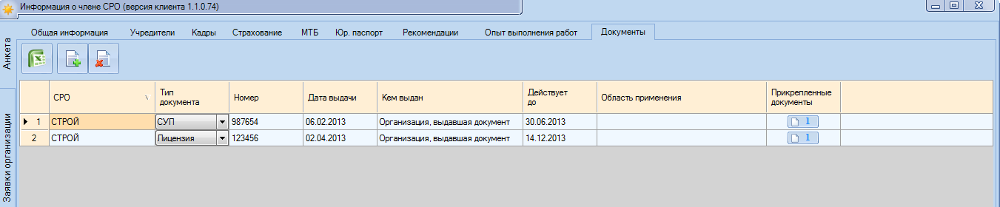 Информация о члене СРО (версия клиента 1.1.0.74)
Анкета
Заявки организации
Общая информация Учредители Кадры Страхование МТБ Юр. паспорт Рекомендации Опыт выполнения работ Документы
СРО Тип документа Номер Дата выдачи Кем выдан Действует до Область применения Прикрепленные документы
1 СТРОЙ СУП 987654 06.02.2013 Организация, выдавшая документ 30.06.2013 1
2 СТРОЙ Лицензия 123456 02.04.2013 Организация, выдавшая документ 14.12.2013 1